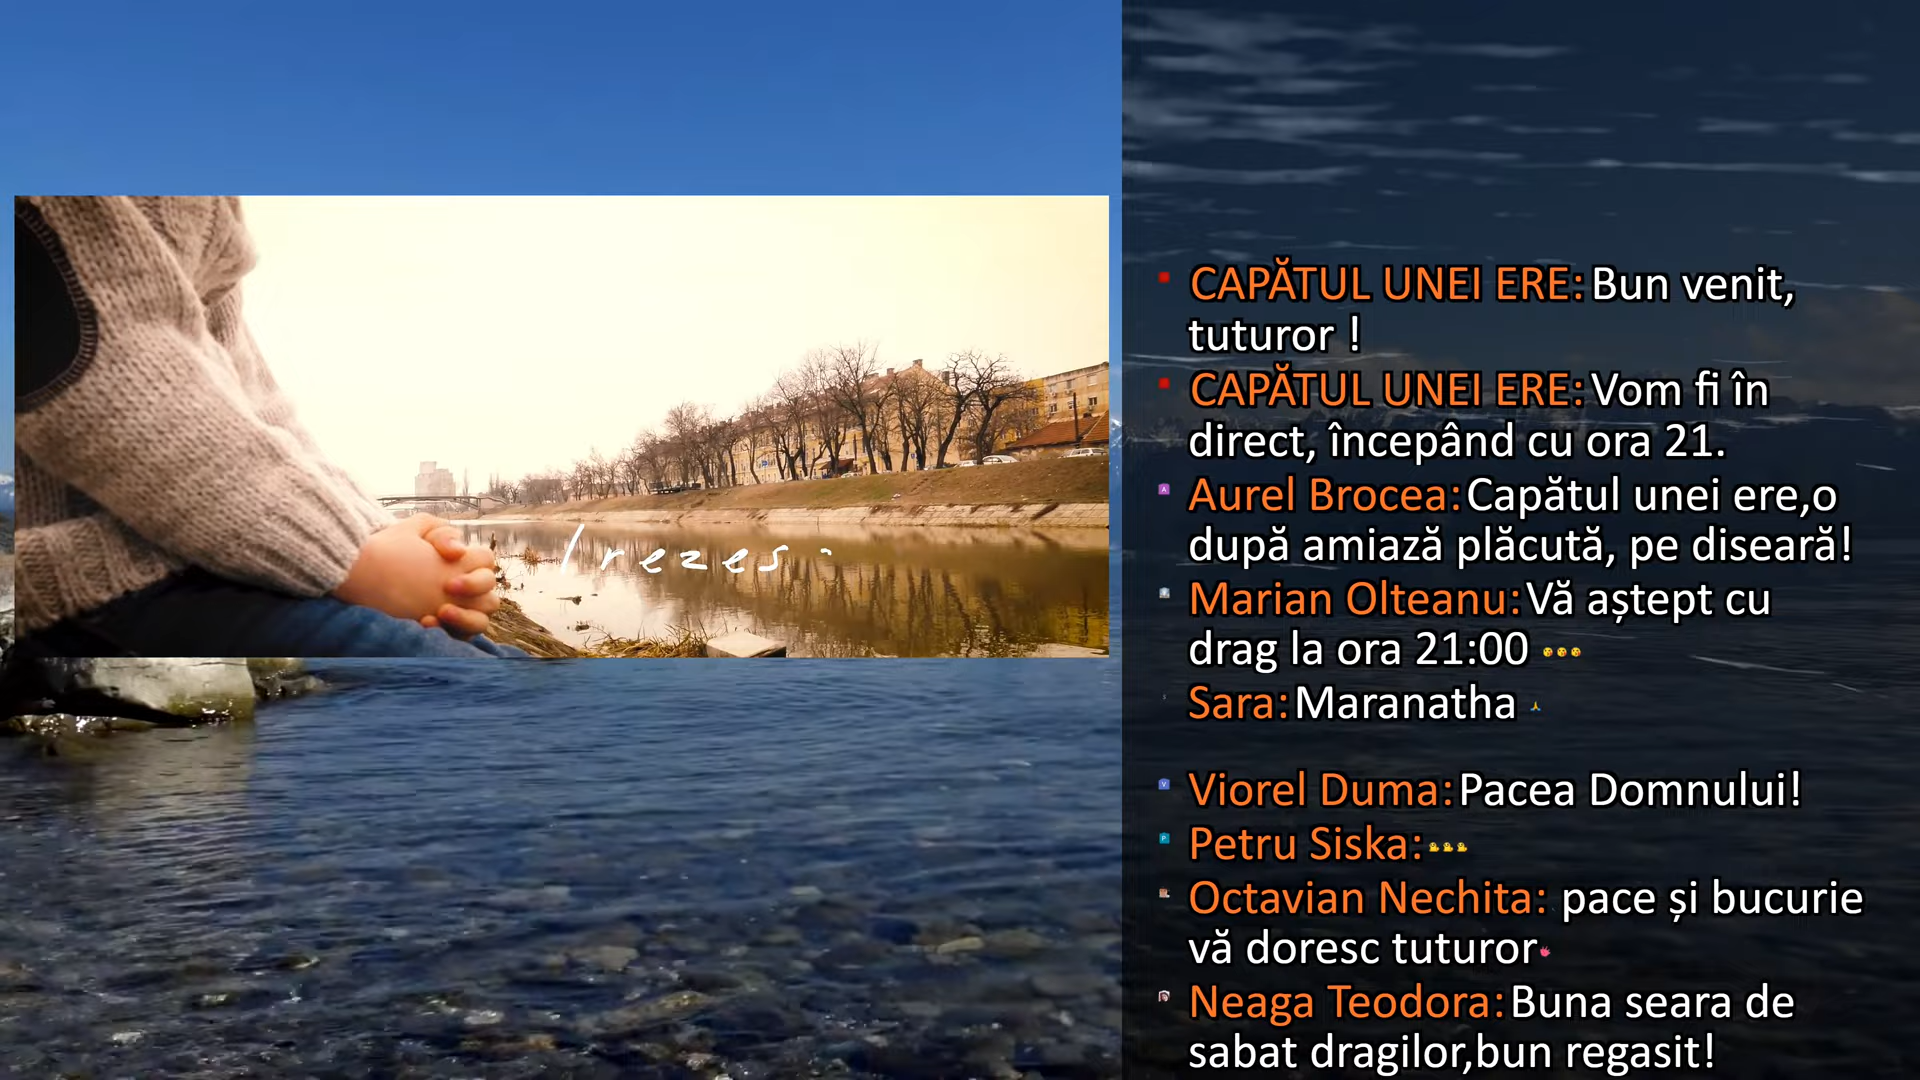 CAPĂTUL UNEI ERE: Bun venit,
tuturor !
CAPĂTUL UNEI ERE: Vom fi în
direct, începând cu ora 21.
Aurel Brocea: Capătul unei ere,o
după amiază plăcută, pe diseară!
Marian Olteanu: Vă aștept cu
drag la ora 21:00 😘😘😘
Sara: Maranatha 🙏
Viorel Duma: Pacea Domnului!
Petru Siska:
Octavian Nechita: pace și bucurie
vă doresc tuturor
Neaga Teodora: Buna seara de
sabat dragilor,bun regasit!